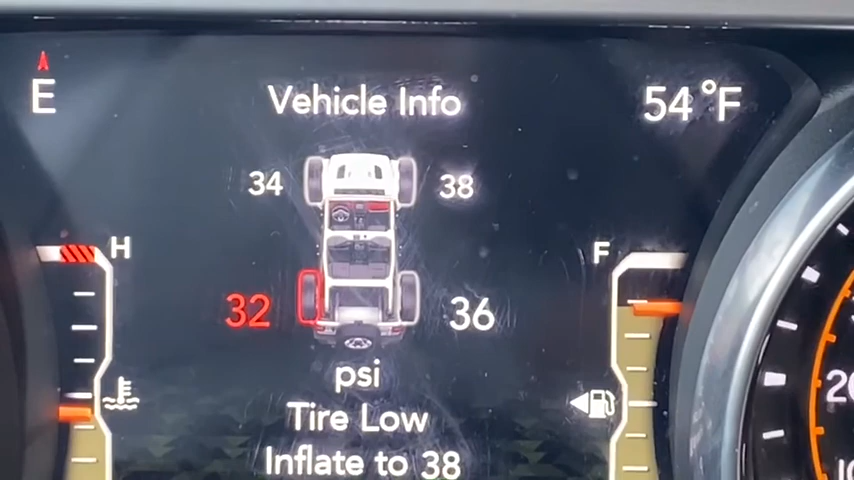 E
Vehicle Info
54°F
34
38
H
F
32
36
psi
Tire Low
Inflate to 38